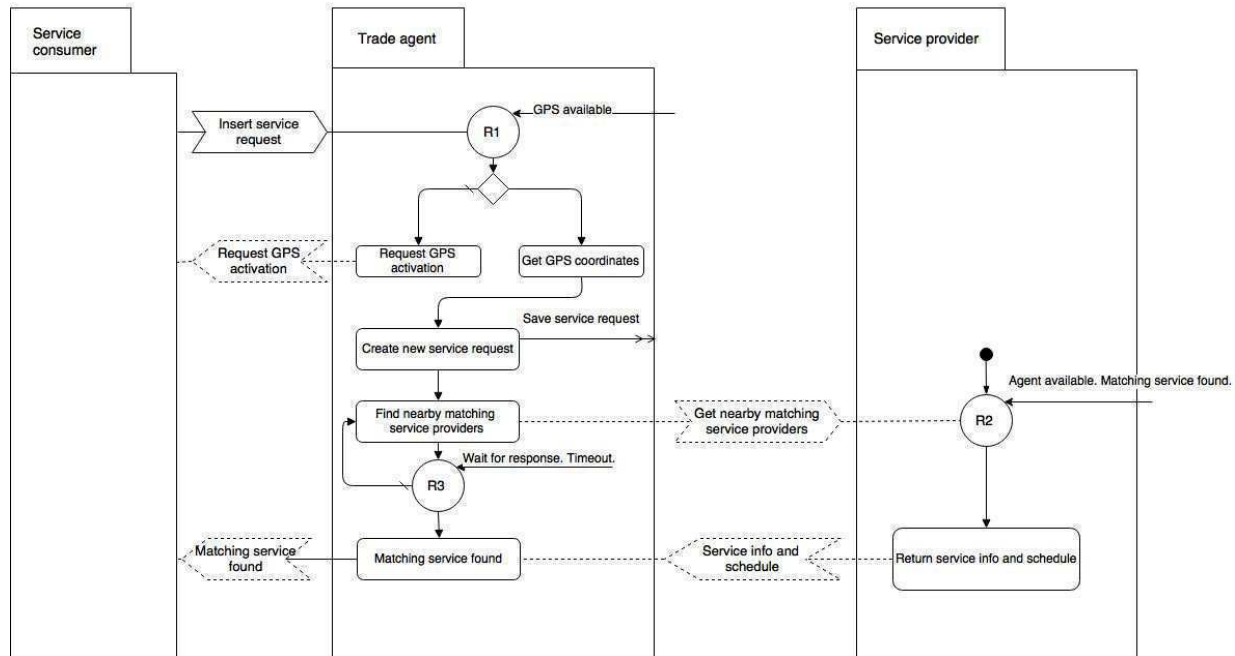 Service
consumer
Trade agent
Service provider
GPS available
Insert service
request
R1
Request GPS
activation
Request GPS
activation
Get GPS coordinates
Save service request
Create new service request
Agent available. Matching service found.
Find nearby matching
service providers
Get nearby matching
service providers
R2
Wait for response. Timeout.
R3
Matching service
found
Matching service found
Service info and
schedule
Return service info and schedule